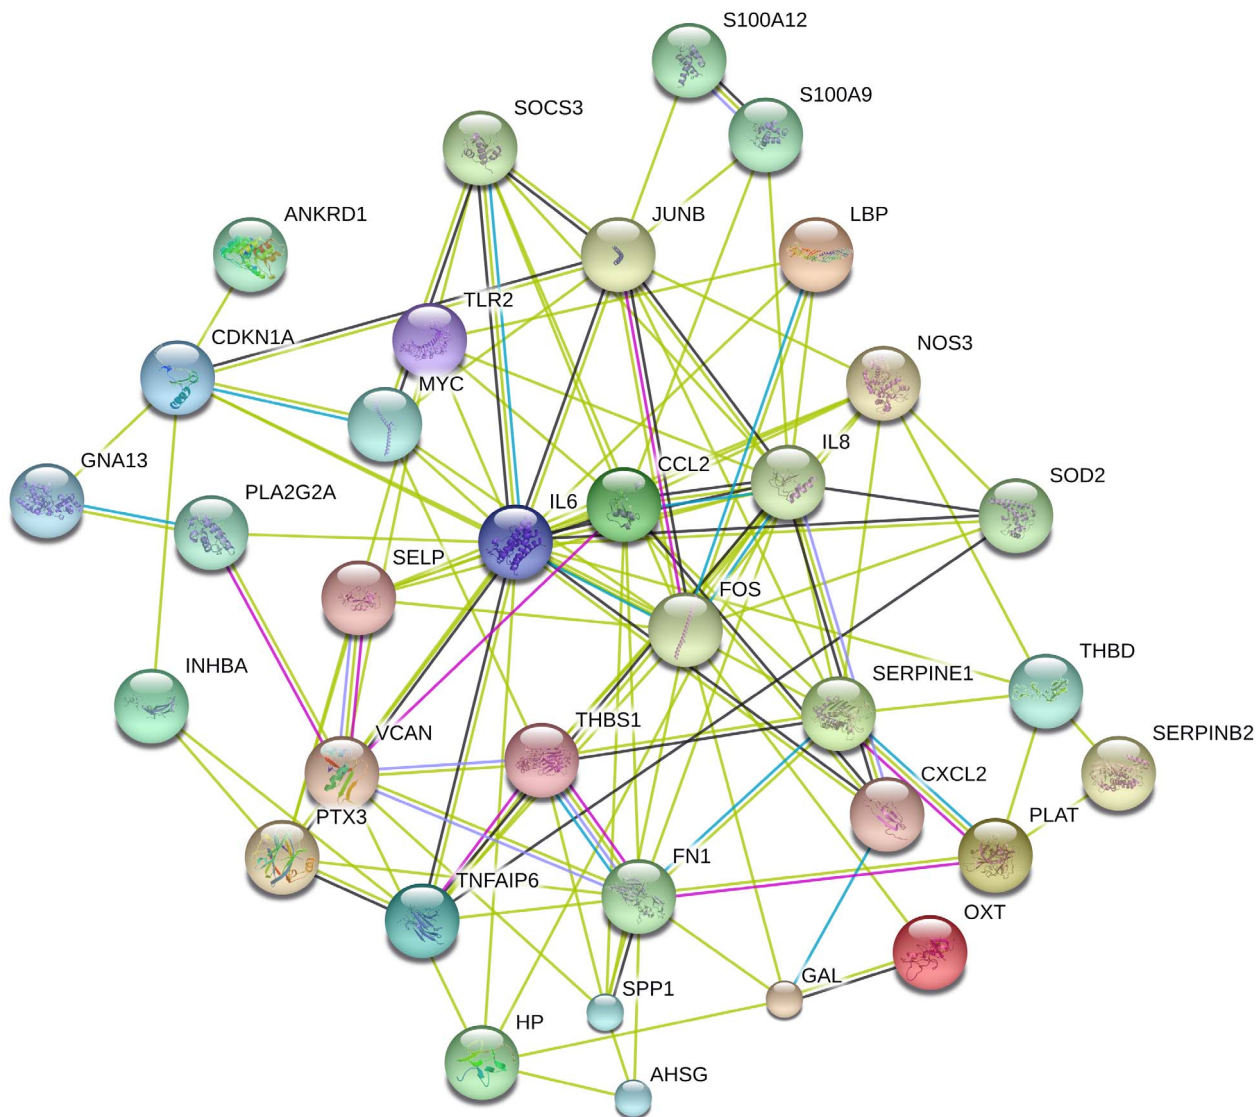 S100A12
S100A9
SOCS3
JUNB
LBP
ANKRD1
TLR2
CDKN1A
NOS3
MYC
IL8
GNA13
CCL2
SOD2
PLA2G2A
IL6
SELP
FOS
INHBA
THBD
SERPINE1
VCAN
THBS1
SERPINB2
CXCL2
PTX3
PLAT
FN1
TNFAIP6
OXT
GAL
SPP1
HP
AHSG